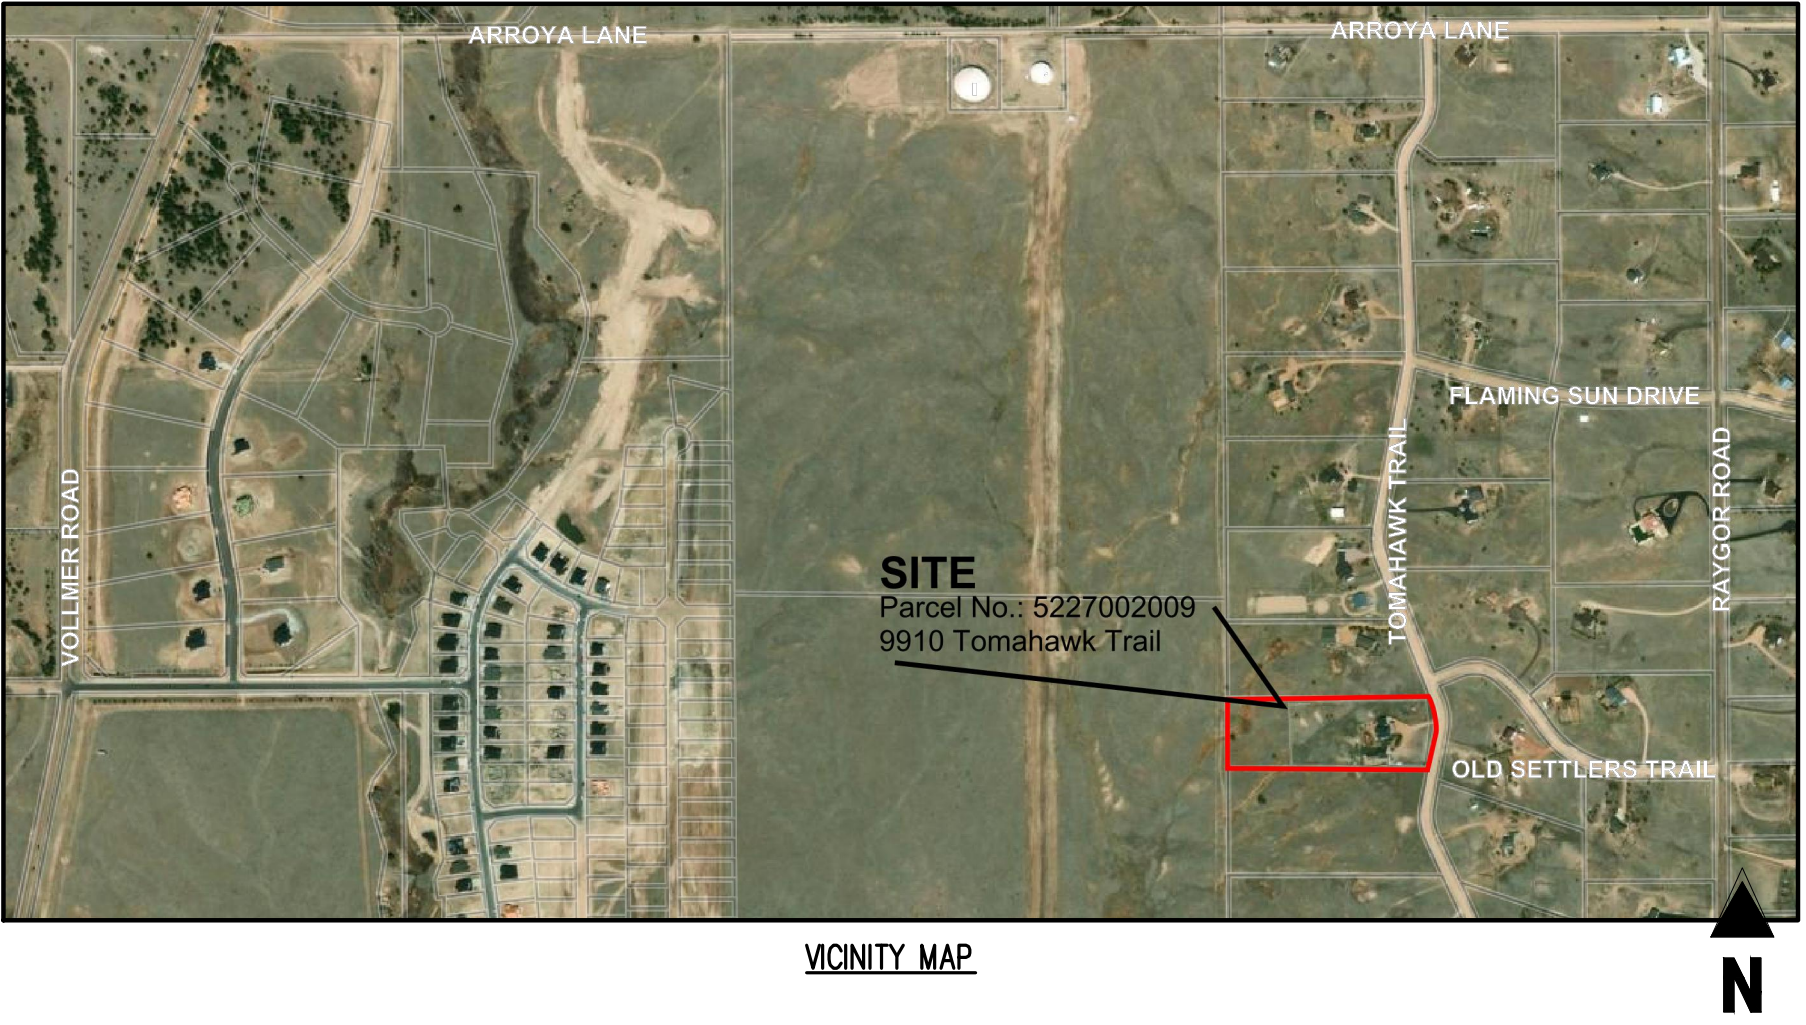 ARROYA LANE
ARROYA LANE
FLAMING SUN DRIVE
TOMAHAWK TRAIL
RAYGOR ROAD
VOLLMER ROAD
SITE
Parcel No.: 5227002009
9910 Tomahawk Trail
OLD SETTLERS TRAIL
VICINITY MAP
N